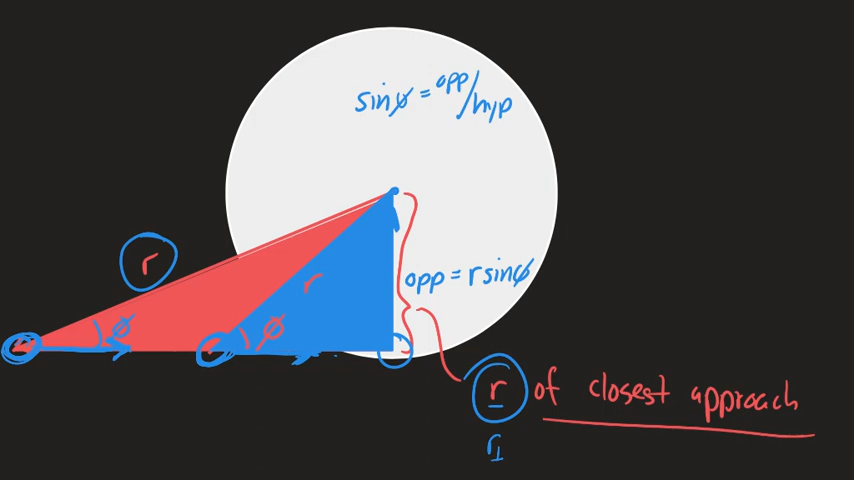 sinϕ = opp/hyp
r
r
opp = r sinϕ
ϕ
ϕ
r of closest approach
r⊥